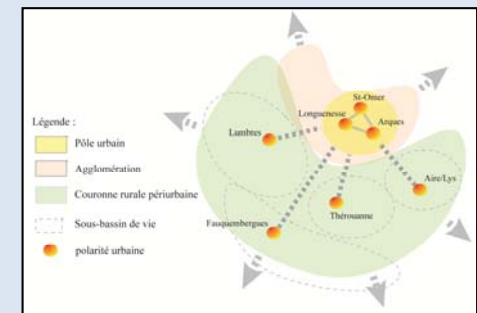 St-Omer
Longuenesse
Arques
Lumbres
Aire/Lys
Thérouanne
Fauquembergues
Légende :
Pôle urbain
Agglomération
Couronne rurale périurbaine
Sous-bassin de vie
polarité urbaine